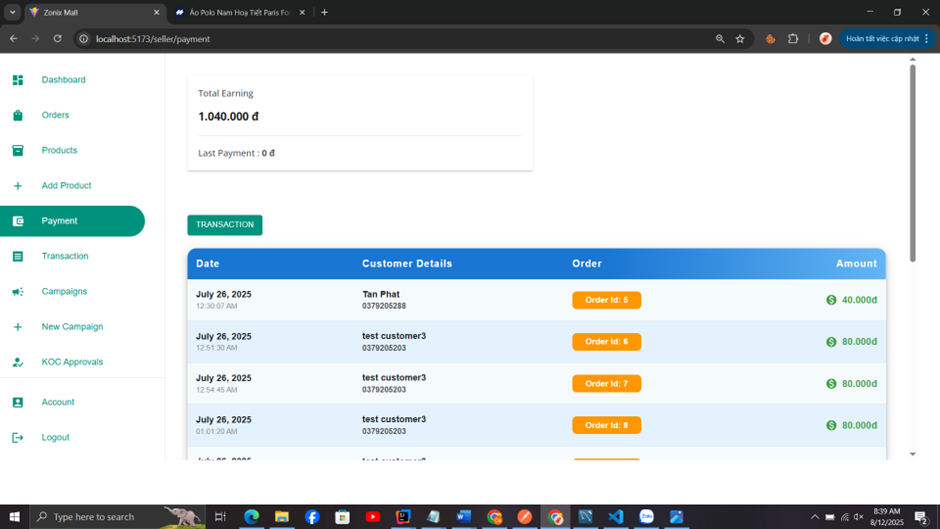 Zonix Mall
Áo Polo Nam Hoạ Tiết Paris For
localhost:5173/seller/payment
Hoàn tất việc cập nhật
Dashboard
Orders
Products
Add Product
Payment
Transaction
Campaigns
New Campaign
KOC Approvals
Account
Logout
Total Earning
1.040.000 đ
Last Payment : 0 đ
TRANSACTION
Date Customer Details Order Amount
July 26, 2025 Tan Phat Order Id: 5 40.000đ
12:30:07 AM 0379205288
July 26, 2025 test customer3 Order Id: 6 80.000đ
12:51:30 AM 0379205203
July 26, 2025 test customer3 Order Id: 7 80.000đ
12:54:45 AM 0379205203
July 26, 2025 test customer3 Order Id: 8 80.000đ
01:01:20 AM 0379205203
Type here to search
8:39 AM
8/12/2025
2